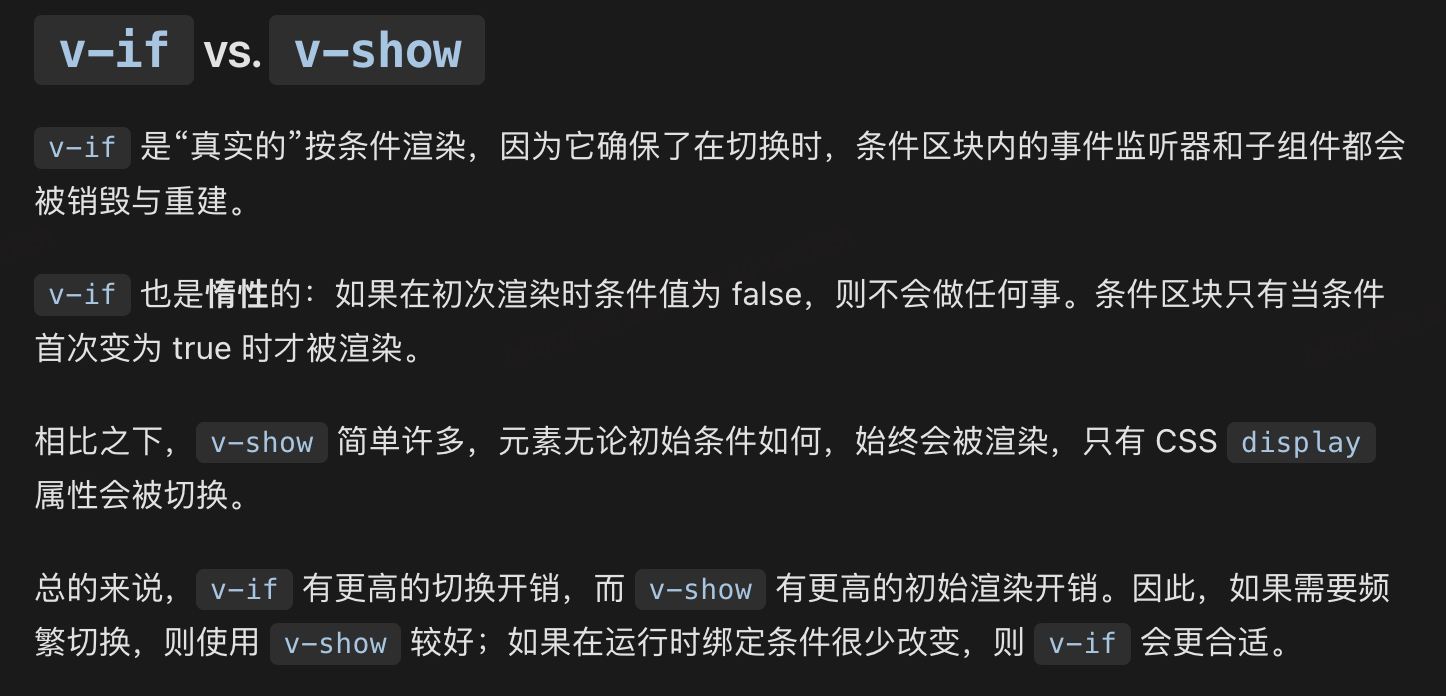 v-if vs. v-show
v-if 是“真实的”按条件渲染，因为它确保了在切换时，条件区块内的事件监听器和子组件都会
被销毁与重建。
v-if 也是惰性的：如果在初次渲染时条件值为 false，则不会做任何事。条件区块只有当条件
首次变为 true 时才被渲染。
相比之下，v-show 简单许多，元素无论初始条件如何，始终会被渲染，只有 CSS display
属性会被切换。
总的来说，v-if 有更高的切换开销，而 v-show 有更高的初始渲染开销。因此，如果需要频
繁切换，则使用 v-show 较好；如果在运行时绑定条件很少改变，则 v-if 会更合适。